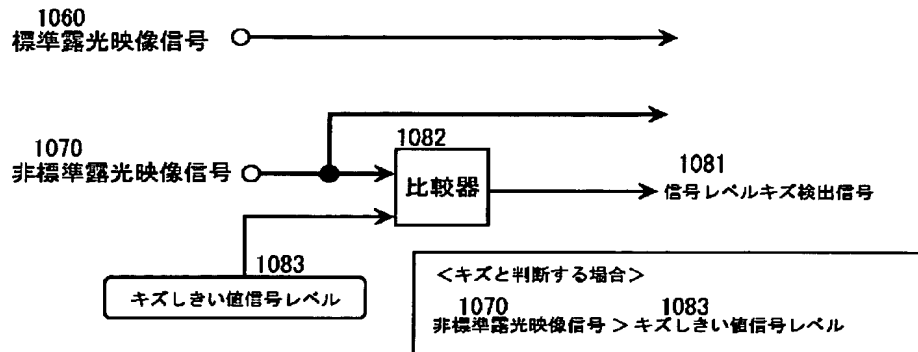 1060
標準露光映像信号
1070
非標準露光映像信号
1082
比較器
1081
信号レベルキズ検出信号
1083
キズしきい値信号レベル
＜キズと判断する場合＞
1070 1083
非標準露光映像信号 > キズしきい値信号レベル